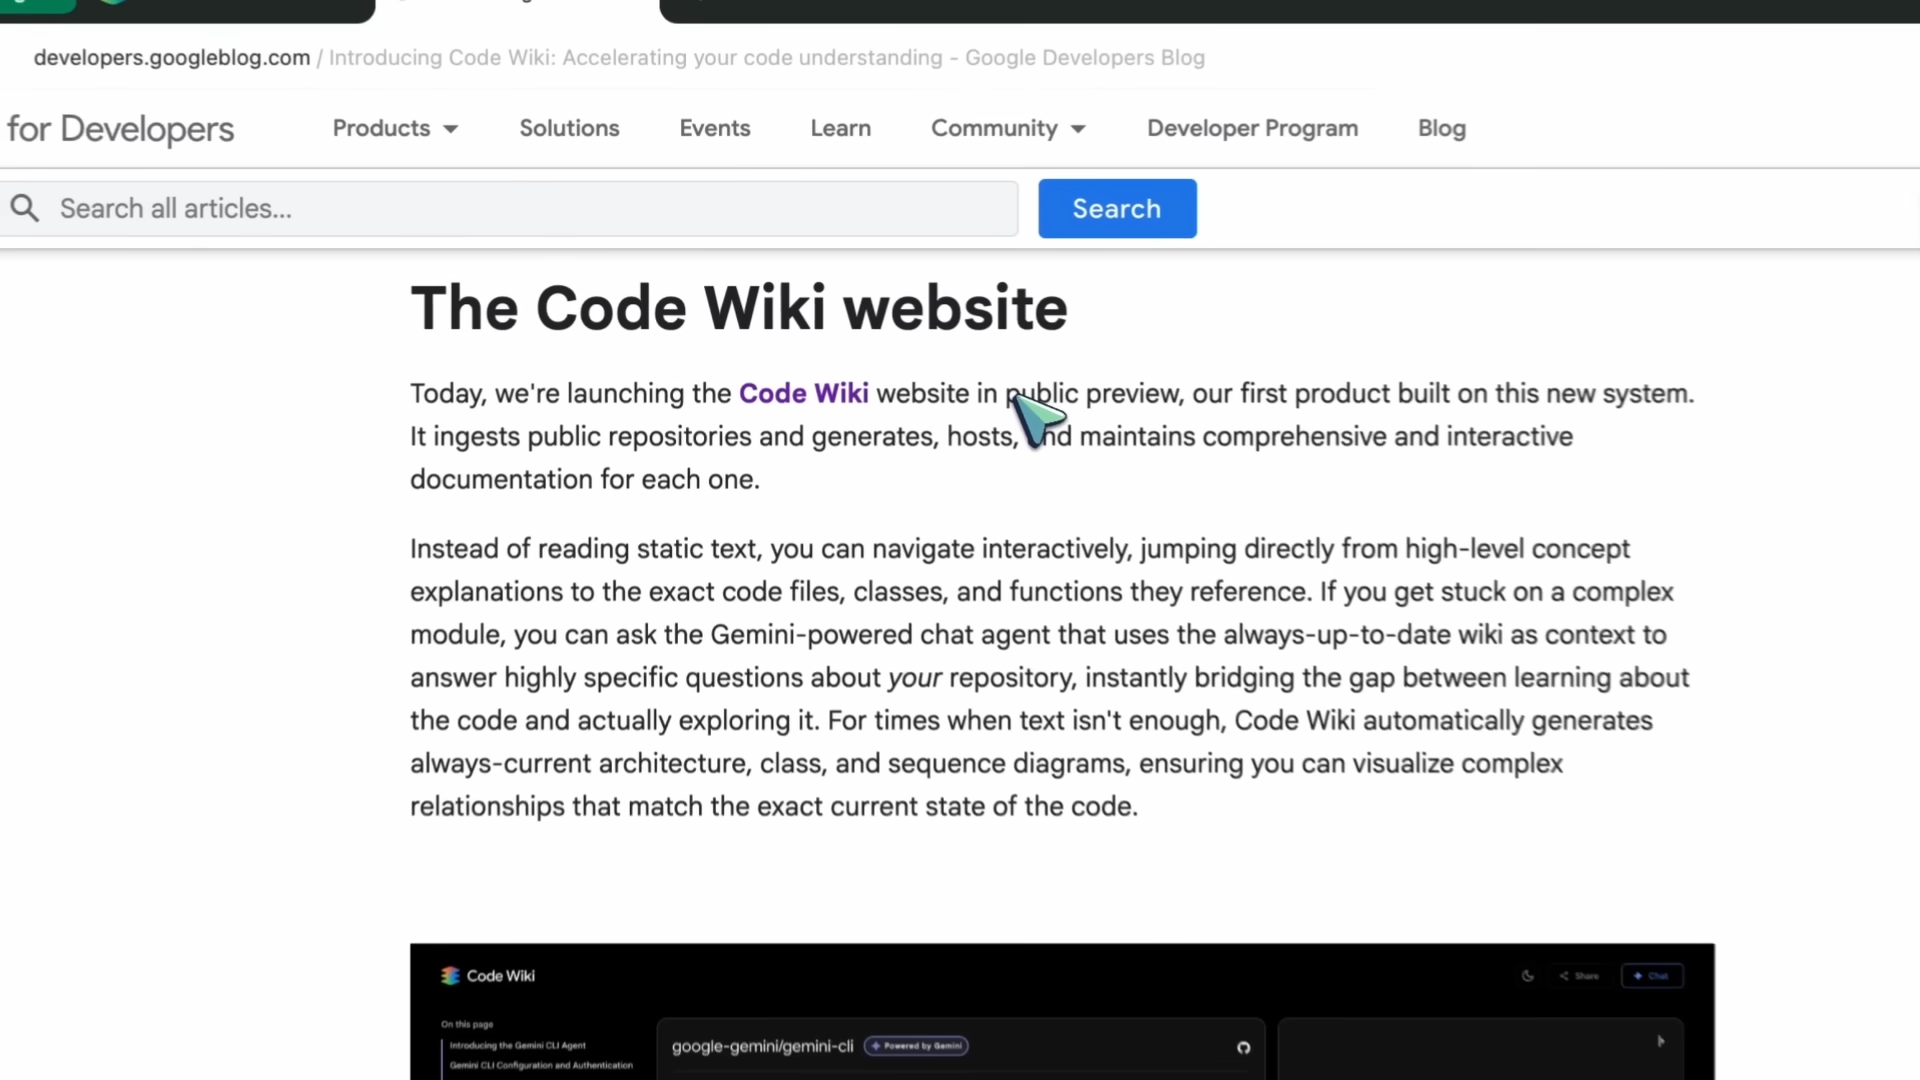 developers.googleblog.com / Introducing Code Wiki: Accelerating your code understanding - Google Developers Blog
for Developers
Products
Solutions
Events
Learn
Community
Developer Program
Blog
Search all articles...
Search
The Code Wiki website
Today, we're launching the Code Wiki website in public preview, our first product built on this new system.
It ingests public repositories and generates, hosts, and maintains comprehensive and interactive
documentation for each one.
Instead of reading static text, you can navigate interactively, jumping directly from high-level concept
explanations to the exact code files, classes, and functions they reference. If you get stuck on a complex
module, you can ask the Gemini-powered chat agent that uses the always-up-to-date wiki as context to
answer highly specific questions about your repository, instantly bridging the gap between learning about
the code and actually exploring it. For times when text isn't enough, Code Wiki automatically generates
always-current architecture, class, and sequence diagrams, ensuring you can visualize complex
relationships that match the exact current state of the code.
Code Wiki
Share
Chat
On this page
Introducing the Gemini CLI Agent
Gemini CLI Configuration and Authentication
google-gemini/gemini-cli
Powered by Gemini